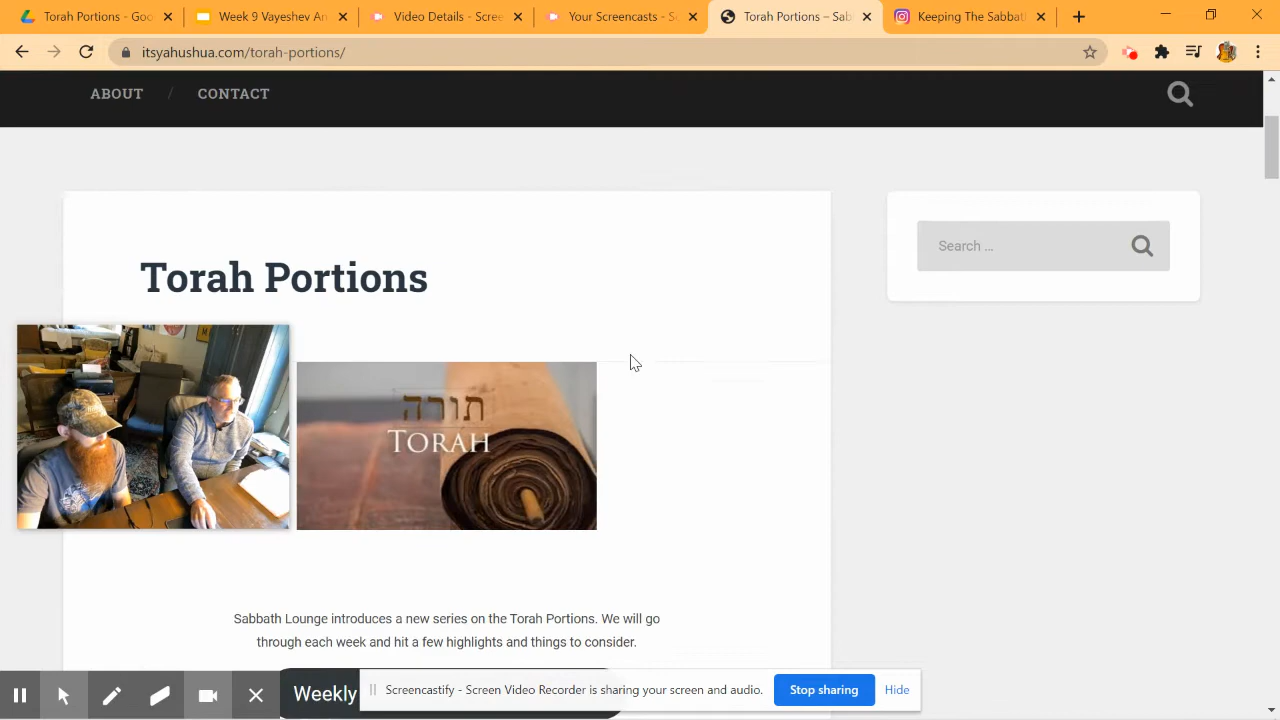 Torah Portions - Goo
Week 9 Vayeshev An
Video Details - Scree
Your Screencasts - Sc
Torah Portions – Sab
Keeping The Sabbat
itsyahushua.com/torah-portions/
ABOUT / CONTACT
Torah Portions
Search ...
תורה
TORAH
Sabbath Lounge introduces a new series on the Torah Portions. We will go
through each week and hit a few highlights and things to consider.
Weekly
Screencastify - Screen Video Recorder is sharing your screen and audio.
Stop sharing
Hide